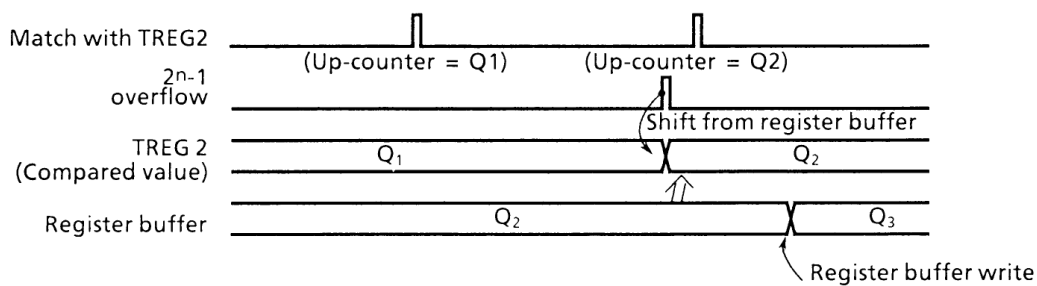 Match with TREG2
(Up-counter = Q1) (Up-counter = Q2)
2n-1
overflow
Shift from register buffer
TREG 2
(Compared value)
Q1 Q2
Register buffer
Q2 Q3
Register buffer write